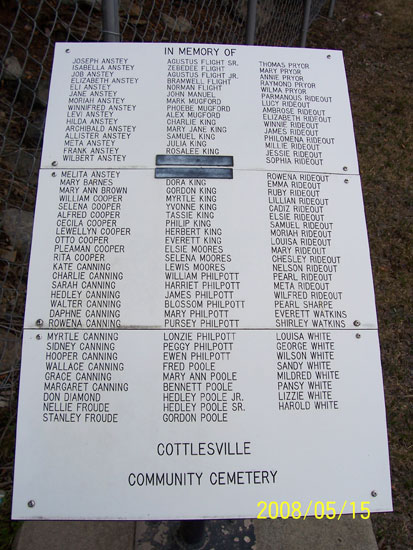 IN MEMORY OF
JOSEPH ANSTEY
ISABELLA ANSTEY
JOB ANSTEY
ELIZABETH ANSTEY
ELI ANSTEY
JANE ANSTEY
MORIAH ANSTEY
WINNIFRED ANSTEY
LEVI ANSTEY
HILDA ANSTEY
ARCHIBALD ANSTEY
ALLISTER ANSTEY
META ANSTEY
FRANK ANSTEY
WILBERT ANSTEY
MELITA ANSTEY
MARY BARNES
MARY ANN BROWN
WILLIAM COOPER
SELENA COOPER
ALFRED COOPER
CECILA COOPER
LEWELLYN COOPER
OTTO COOPER
PLEAMAN COOPER
RITA COOPER
KATE CANNING
CHARLIE CANNING
SARAH CANNING
HEDLEY CANNING
WALTER CANNING
DAPHNE CANNING
ROWENA CANNING
MYRTLE CANNING
SIDNEY CANNING
HOOPER CANNING
WALLACE CANNING
GRACE CANNING
MARGARET CANNING
DON DIAMOND
NELLIE FROUDE
STANLEY FROUDE
AGUSTUS FLIGHT SR.
ZEBEDEE FLIGHT
AGUSTUS FLIGHT JR.
BRAMWELL FLIGHT
NORMAN FLIGHT
JOHN MANUEL
MARK MUGFORD
PHOEBE MUGFORD
ALEX MUGFORD
CHARLIE KING
MARY JANE KING
SAMUEL KING
JULIA KING
ROSALEE KING
DORA KING
GORDON KING
MYRTLE KING
YVONNE KING
TASSIE KING
PHILIP KING
HERBERT KING
EVERETT KING
ELSIE MOORES
SELENA MOORES
LEWIS MOORES
WILLIAM PHILPOTT
HARRIET PHILPOTT
JAMES PHILPOTT
BLOSSOM PHILPOTT
MARY PHILPOTT
PURSEY PHILPOTT
LONZIE PHILPOTT
PEGGY PHILPOTT
EWEN PHILPOTT
FRED POOLE
MARY ANN POOLE
BENNETT POOLE
HEDLEY POOLE JR.
HEDLEY POOLE SR.
GORDON POOLE
THOMAS PRYOR
MARY PRYOR
ANNIE PRYOR
RAYMOND PRYOR
WILMA PRYOR
PARMANOUS RIDEOUT
LUCY RIDEOUT
AMBROSE RIDEOUT
ELIZABETH RIDEOUT
WINNIE RIDEOUT
JAMES RIDEOUT
PHILOMENA RIDEOUT
MILLIE RIDEOUT
JESSIE RIDEOUT
SOPHIA RIDEOUT
ROWENA RIDEOUT
EMMA RIDEOUT
RUBY RIDEOUT
LILLIAN RIDEOUT
CADIZ RIDEOUT
ELSIE RIDEOUT
SAMUEL RIDEOUT
MORIAH RIDEOUT
LOUISA RIDEOUT
MARY RIDEOUT
CHESLEY RIDEOUT
NELSON RIDEOUT
PEARL RIDEOUT
META RIDEOUT
WILFRED RIDEOUT
PEARL SHARPE
EVERETT WATKINS
SHIRLEY WATKINS
LOUISA WHITE
GEORGE WHITE
WILSON WHITE
SANDY WHITE
MILDRED WHITE
PANSY WHITE
LIZZIE WHITE
HAROLD WHITE
COTTLESVILLE
COMMUNITY CEMETERY
2008/05/15